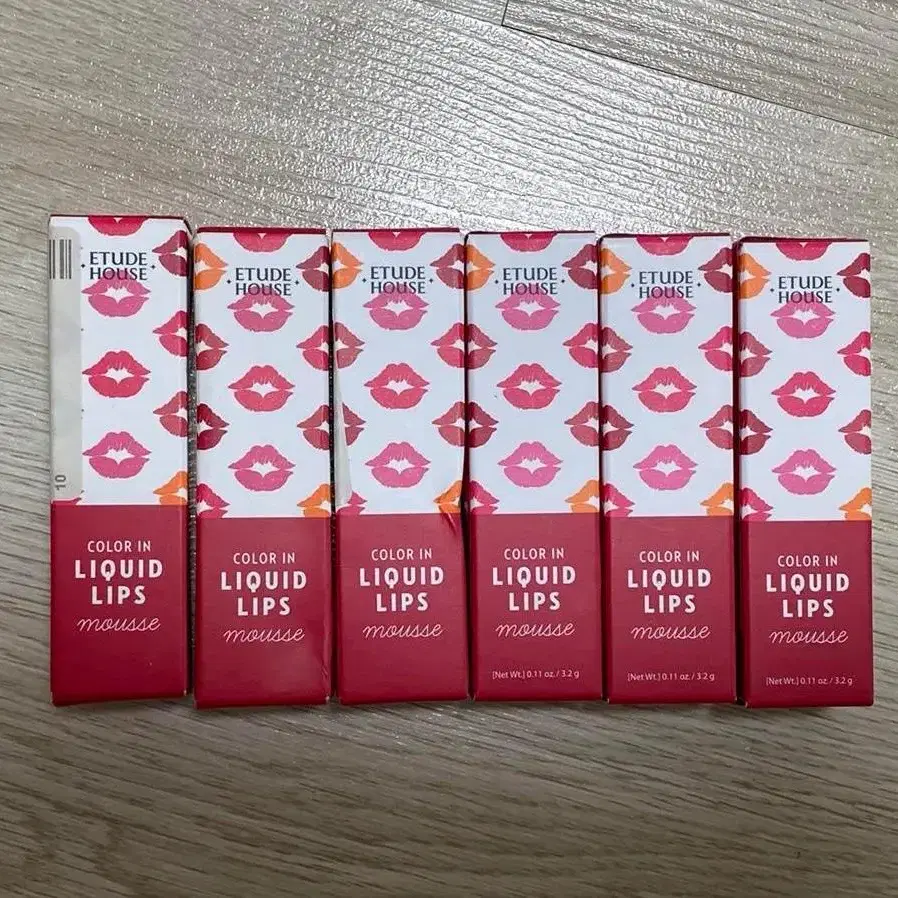 ETUDE
HOUSE
10
COLOR IN
LIQUID
LIPS
mousse
ETUDE
HOUSE
COLOR IN
LIQUID
LIPS
mousse
ETUDE
HOUSE
COLOR IN
LIQUID
LIPS
mousse
ETUDE
HOUSE
COLOR IN
LIQUID
LIPS
mousse
[Net Wt.] 0.11 oz. / 3.2 g
ETUDE
HOUSE
COLOR IN
LIQUID
LIPS
mousse
[Net Wt.] 0.11 oz. / 3.2 g
ETUDE
HOUSE
COLOR IN
LIQUID
LIPS
mousse
[Net Wt.] 0.11 oz. / 3.2 g